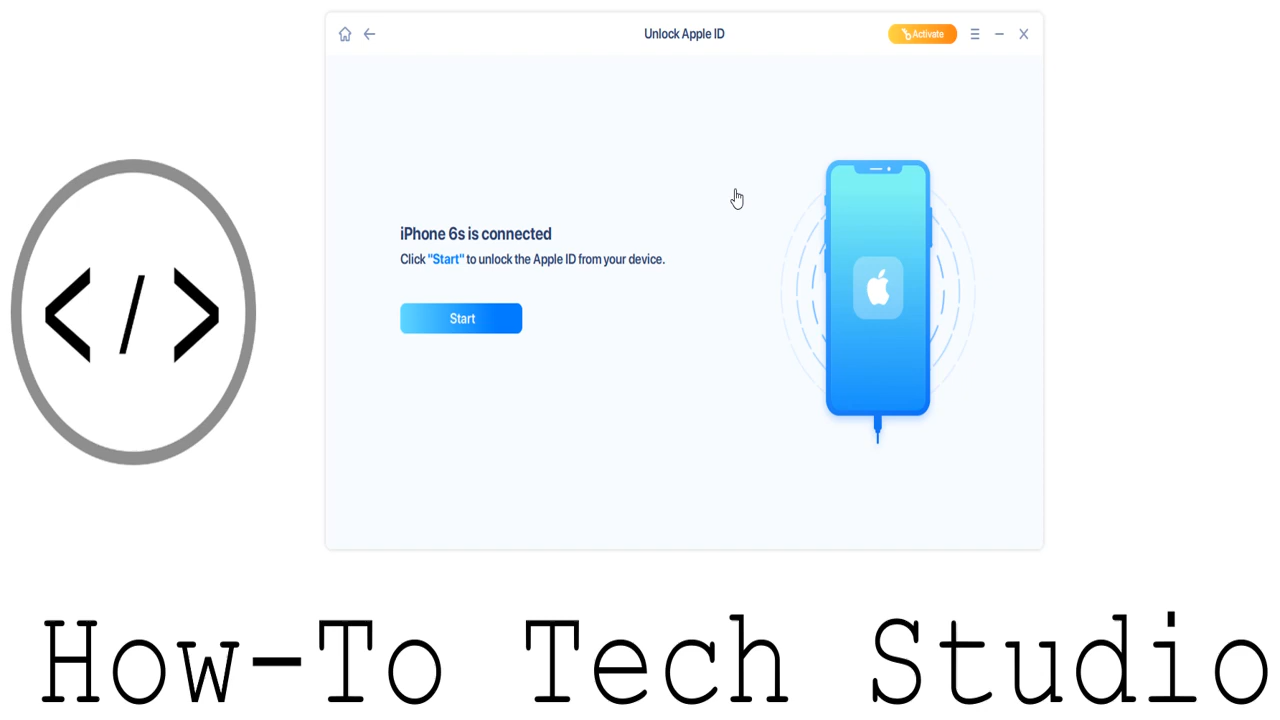 Unlock Apple ID
Activate
iPhone 6s is connected
Click "Start" to unlock the Apple ID from your device.
Start
</>
How-To Tech Studio